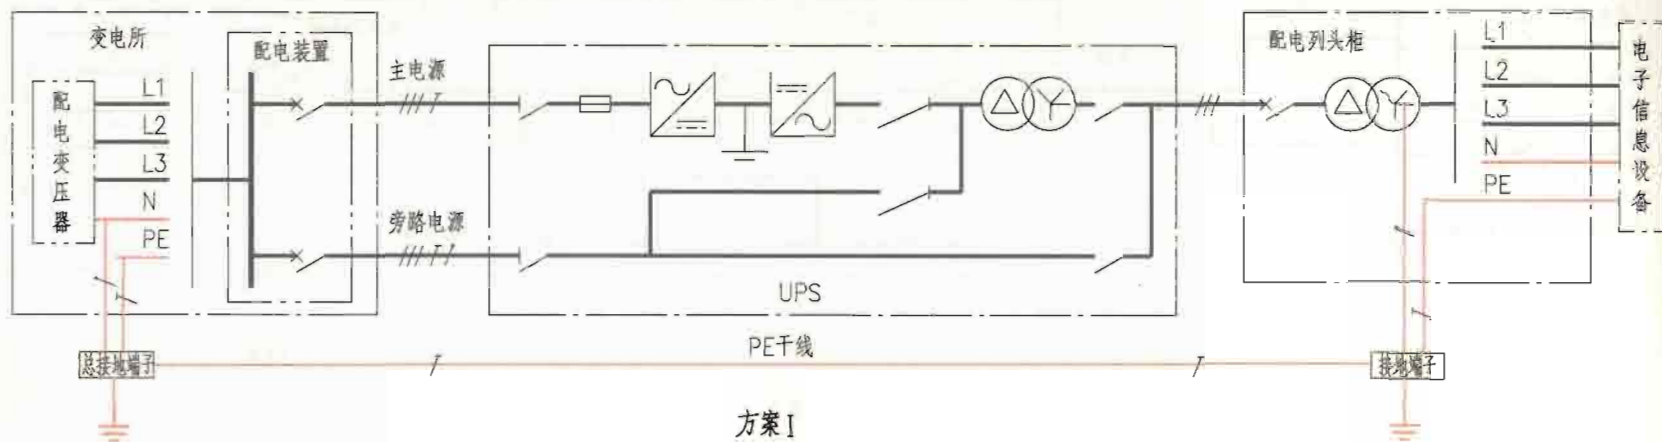 变电所
配电变压器
L1
L2
L3
N
PE
配电装置
主电源
旁路电源
UPS
配电列头柜
L1
L2
L3
N
PE
电子信息设备
总接地端子
PE干线
接地端子
方案I